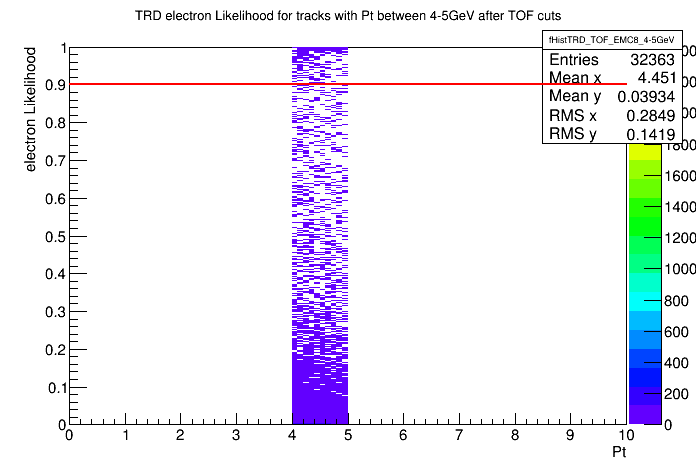 TRD electron Likelihood for tracks with Pt between 4-5GeV after TOF cuts
fHistTRD_TOF_EMC8_4-5GeV
Entries 32363
Mean x 4.451
Mean y 0.03934
RMS x 0.2849
RMS y 0.1419
electron Likelihood
1
0.9
0.8
0.7
0.6
0.5
0.4
0.3
0.2
0.1
0
0 1 2 3 4 5 6 7 8 9 10
Pt
1800
1600
1400
1200
1000
800
600
400
200
0